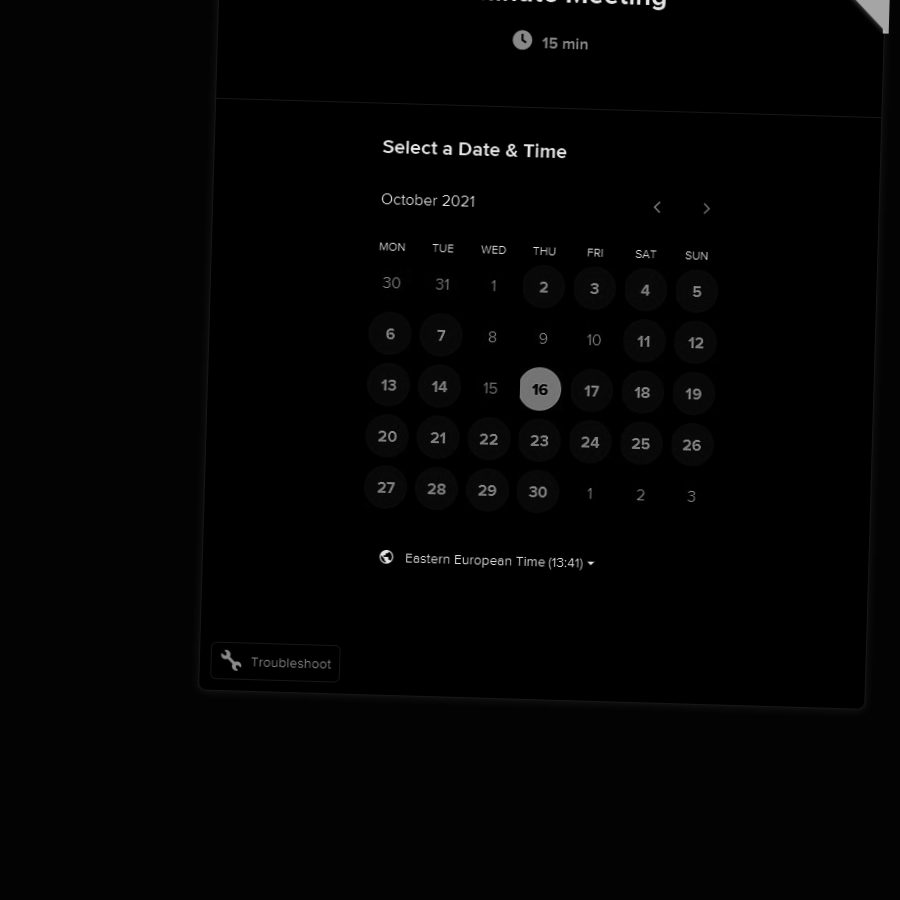 Meeting
15 min
Select a Date & Time
October 2021
MON TUE WED THU FRI SAT SUN
30 31 1 2 3 4 5
6 7 8 9 10 11 12
13 14 15 16 17 18 19
20 21 22 23 24 25 26
27 28 29 30 1 2 3
Eastern European Time (13:41)
Troubleshoot